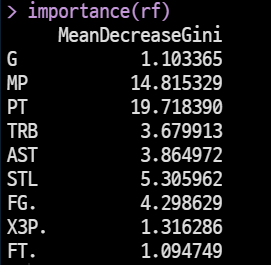 > importance(rf)
MeanDecreaseGini
G 1.103365
MP 14.815329
PT 19.718390
TRB 3.679913
AST 3.864972
STL 5.305962
FG. 4.298629
X3P. 1.316286
FT. 1.094749